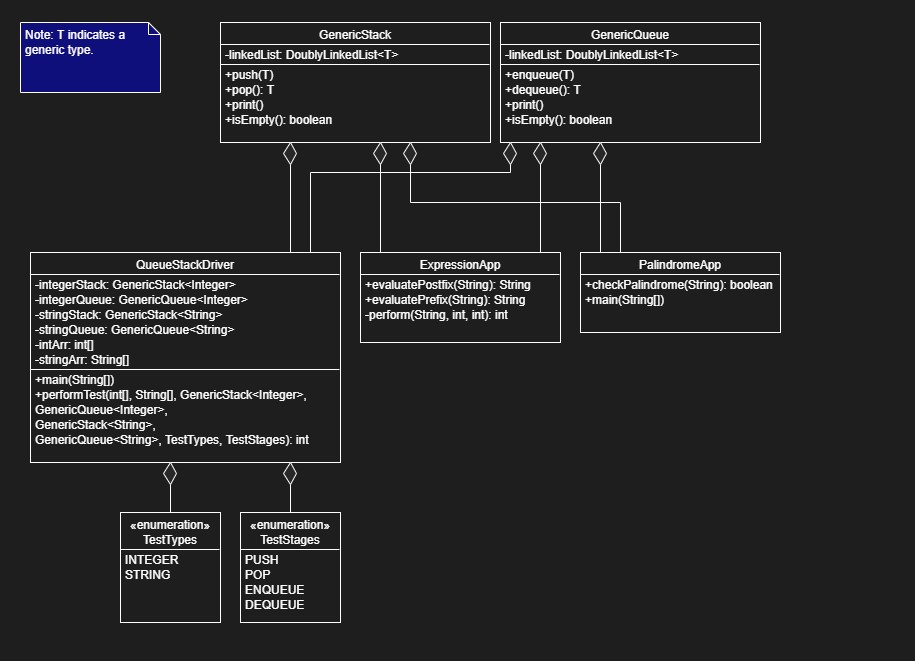 Note: T indicates a
generic type.
GenericStack
-linkedList: DoublyLinkedList<T>
+push(T)
+pop(): T
+print()
+isEmpty(): boolean
GenericQueue
-linkedList: DoublyLinkedList<T>
+enqueue(T)
+dequeue(): T
+print()
+isEmpty(): boolean
QueueStackDriver
-integerStack: GenericStack<Integer>
-integerQueue: GenericQueue<Integer>
-stringStack: GenericStack<String>
-stringQueue: GenericQueue<String>
-intArr: int[]
-stringArr: String[]
+main(String[])
+performTest(int[], String[], GenericStack<Integer>,
GenericQueue<Integer>,
GenericStack<String>,
GenericQueue<String>, TestTypes, TestStages): int
ExpressionApp
+evaluatePostfix(String): String
+evaluatePrefix(String): String
-perform(String, int, int): int
PalindromeApp
+checkPalindrome(String): boolean
+main(String[])
«enumeration»
TestTypes
INTEGER
STRING
«enumeration»
TestStages
PUSH
POP
ENQUEUE
DEQUEUE